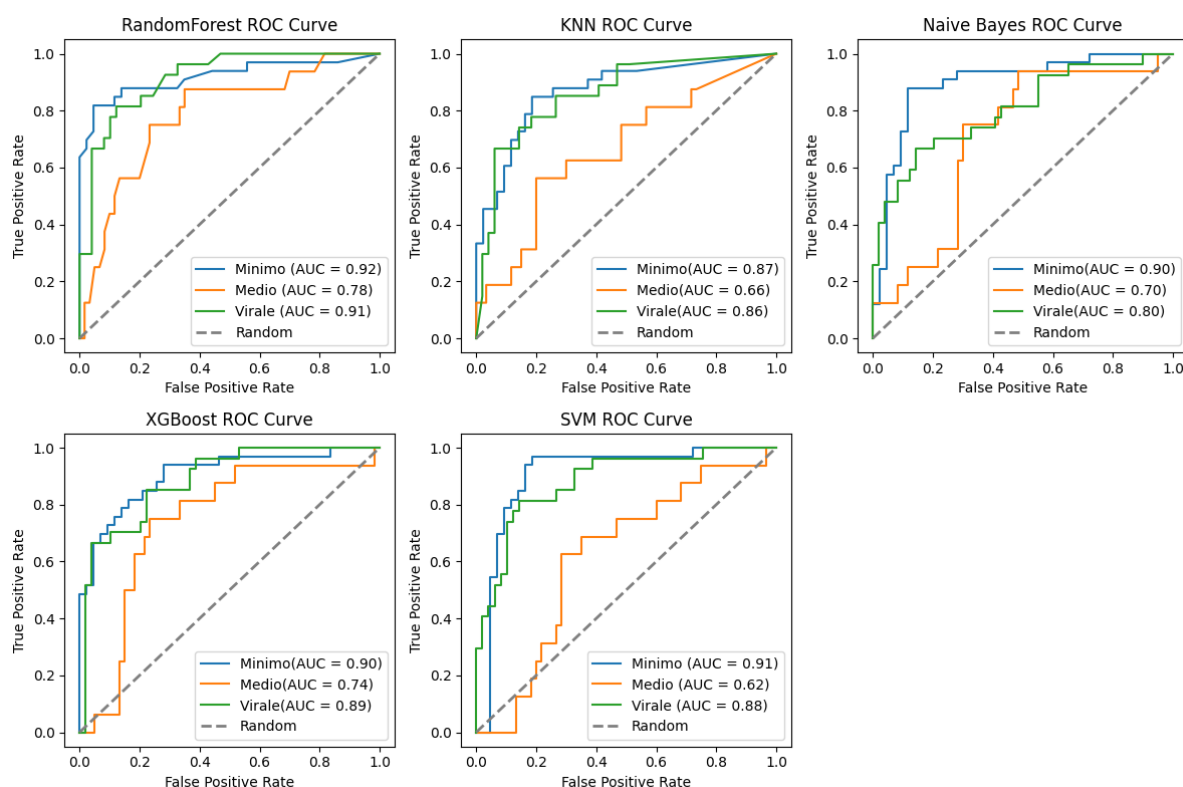 RandomForest ROC Curve
True Positive Rate
1.0
0.8
0.6
0.4
0.2
0.0
Minimo (AUC = 0.92)
Medio (AUC = 0.78)
Virale (AUC = 0.91)
Random
0.0 0.2 0.4 0.6 0.8 1.0
False Positive Rate
KNN ROC Curve
True Positive Rate
1.0
0.8
0.6
0.4
0.2
0.0
Minimo(AUC = 0.87)
Medio(AUC = 0.66)
Virale(AUC = 0.86)
Random
0.0 0.2 0.4 0.6 0.8 1.0
False Positive Rate
Naive Bayes ROC Curve
True Positive Rate
1.0
0.8
0.6
0.4
0.2
0.0
Minimo(AUC = 0.90)
Medio(AUC = 0.70)
Virale(AUC = 0.80)
Random
0.0 0.2 0.4 0.6 0.8 1.0
False Positive Rate
XGBoost ROC Curve
True Positive Rate
1.0
0.8
0.6
0.4
0.2
0.0
Minimo(AUC = 0.90)
Medio(AUC = 0.74)
Virale(AUC = 0.89)
Random
0.0 0.2 0.4 0.6 0.8 1.0
False Positive Rate
SVM ROC Curve
True Positive Rate
1.0
0.8
0.6
0.4
0.2
0.0
Minimo (AUC = 0.91)
Medio (AUC = 0.62)
Virale (AUC = 0.88)
Random
0.0 0.2 0.4 0.6 0.8 1.0
False Positive Rate